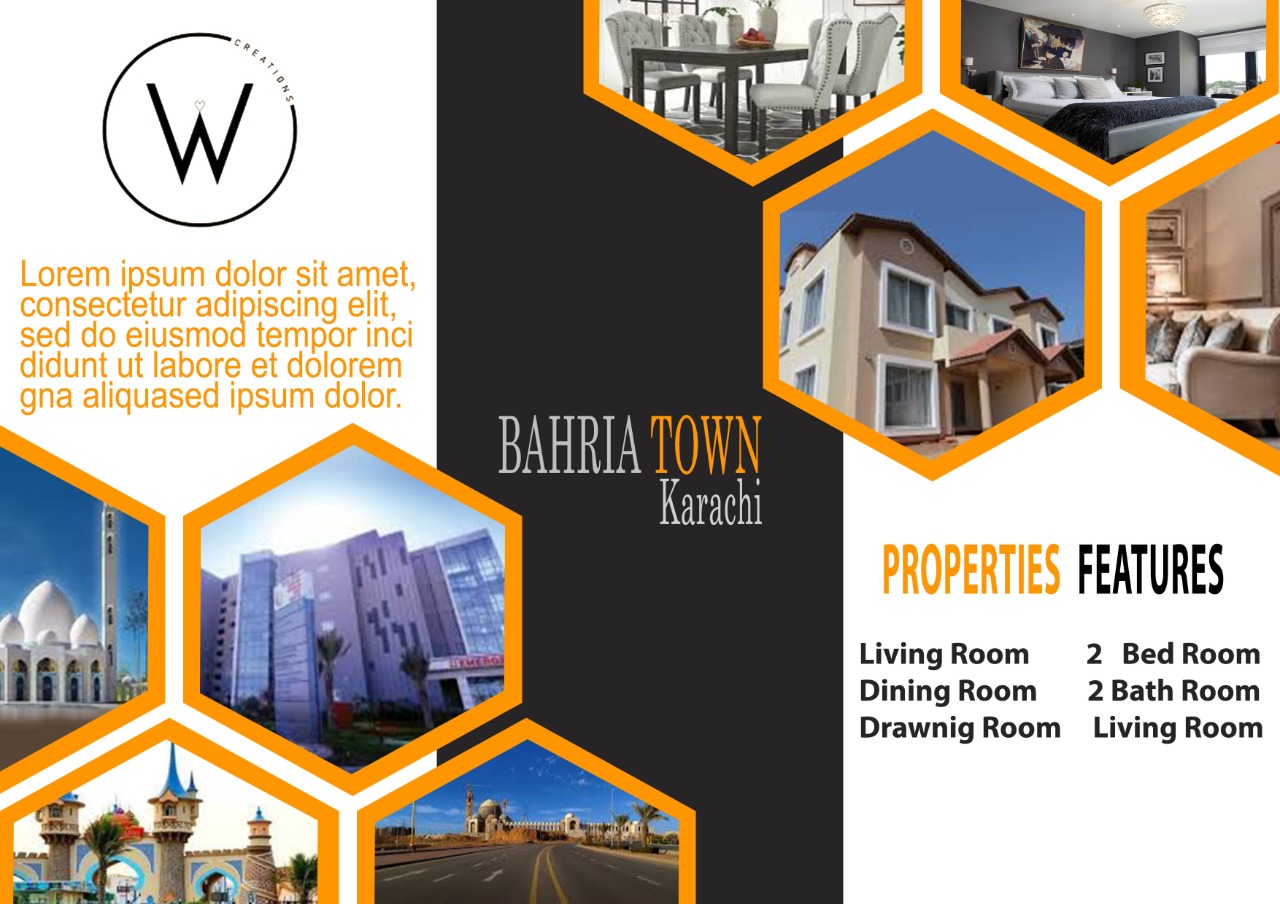 CREATIONS
W
Lorem ipsum dolor sit amet,
consectetur adipiscing elit,
sed do eiusmod tempor inci
didunt ut labore et dolorem
gna aliquased ipsum dolor.
BAHRIA TOWN
Karachi
PROPERTIES FEATURES
Living Room 2 Bed Room
Dining Room 2 Bath Room
Drawnig Room Living Room